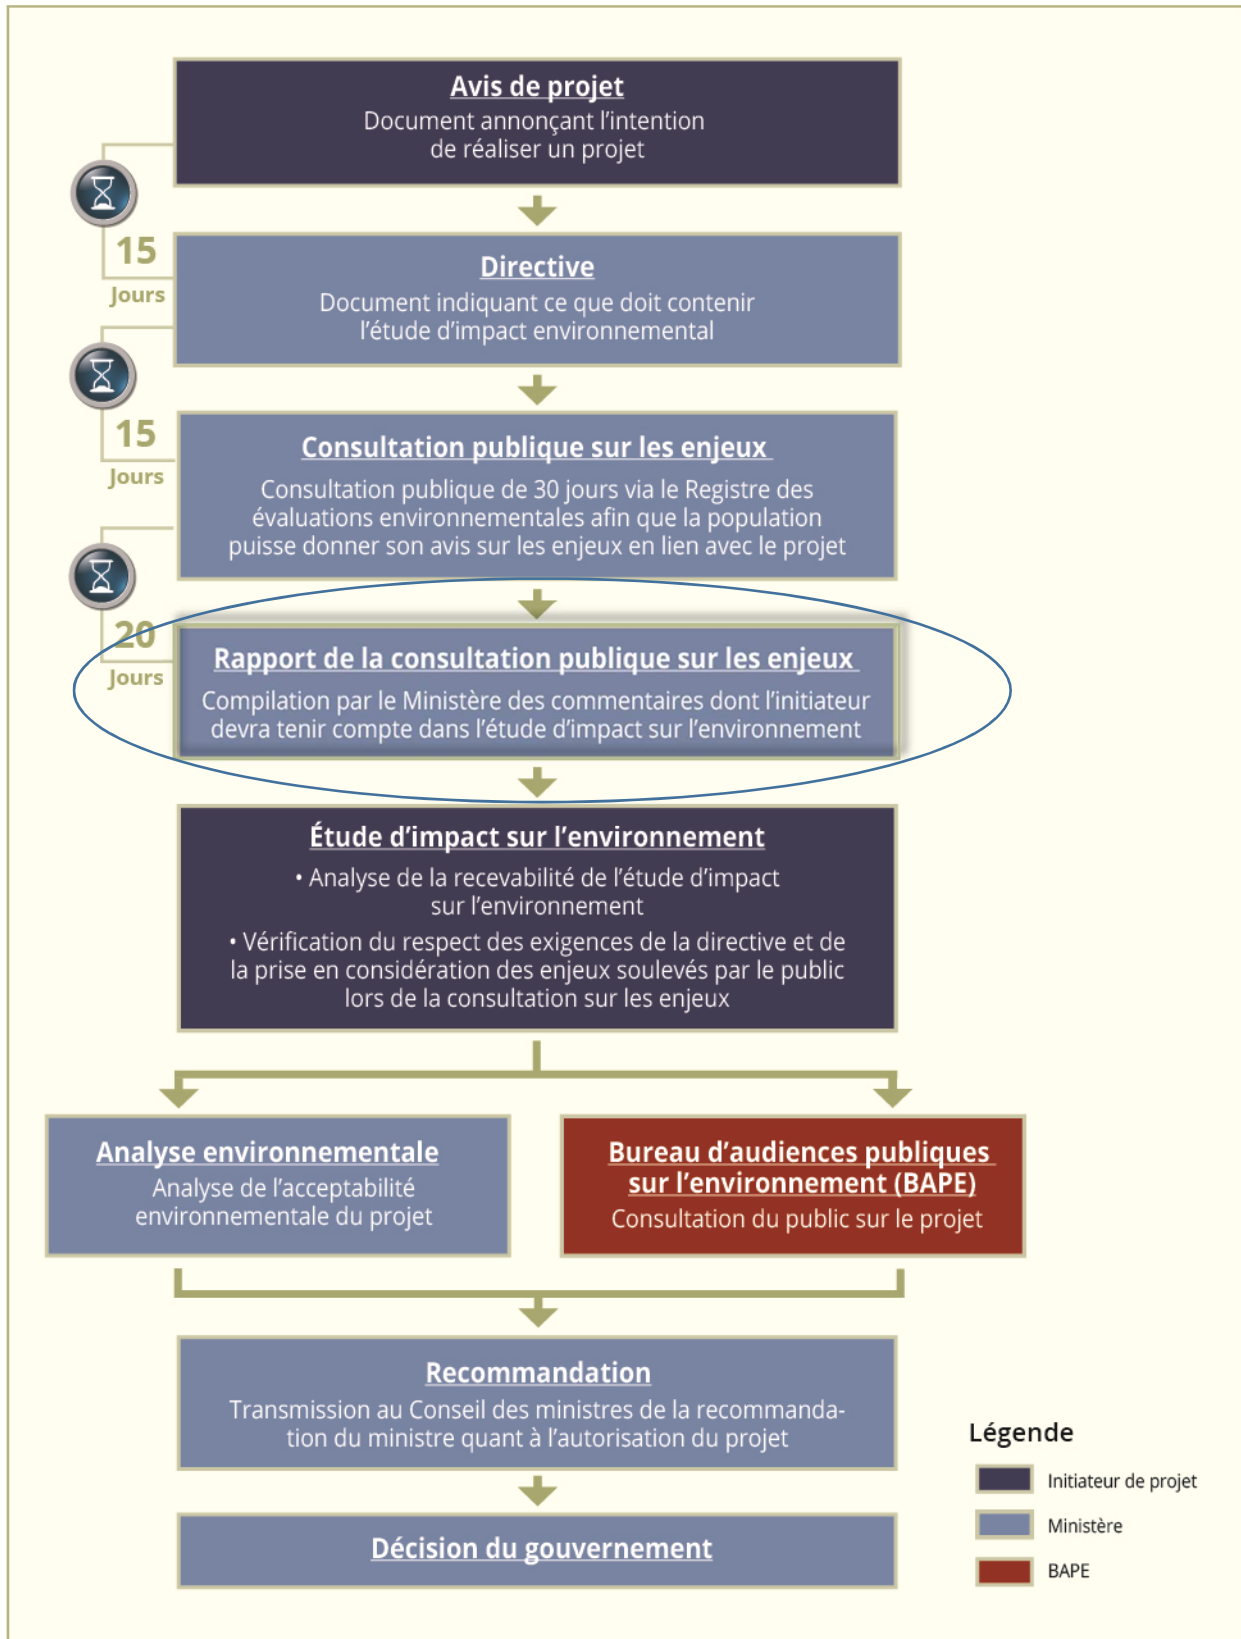 Avis de projet
Document annonçant l’intention
de réaliser un projet
15
Jours
Directive
Document indiquant ce que doit contenir
l’étude d’impact environnemental
15
Jours
Consultation publique sur les enjeux
Consultation publique de 30 jours via le Registre des
évaluations environnementales afin que la population
puisse donner son avis sur les enjeux en lien avec le projet
20
Jours
Rapport de la consultation publique sur les enjeux
Compilation par le Ministère des commentaires dont l’initiateur
devra tenir compte dans l’étude d’impact sur l’environnement
Étude d’impact sur l’environnement
• Analyse de la recevabilité de l’étude d’impact
sur l’environnement
• Vérification du respect des exigences de la directive et de
la prise en considération des enjeux soulevés par le public
lors de la consultation sur les enjeux
Analyse environnementale
Analyse de l’acceptabilité
environnementale du projet
Bureau d’audiences publiques
sur l’environnement (BAPE)
Consultation du public sur le projet
Recommandation
Transmission au Conseil des ministres de la recommanda-
tion du ministre quant à l’autorisation du projet
Décision du gouvernement
Légende
Initiateur de projet
Ministère
BAPE